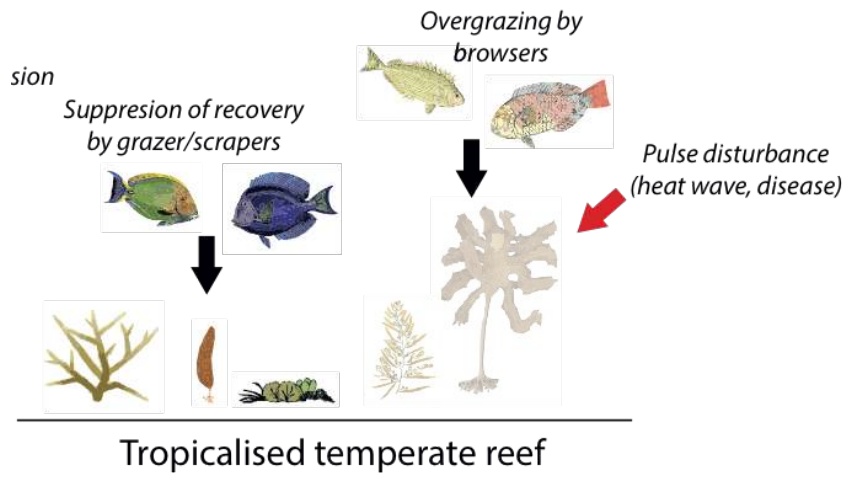 Overgrazing by
browsers
sion
Suppresion of recovery
by grazer/scrapers
Pulse disturbance
(heat wave, disease)
Tropicalised temperate reef